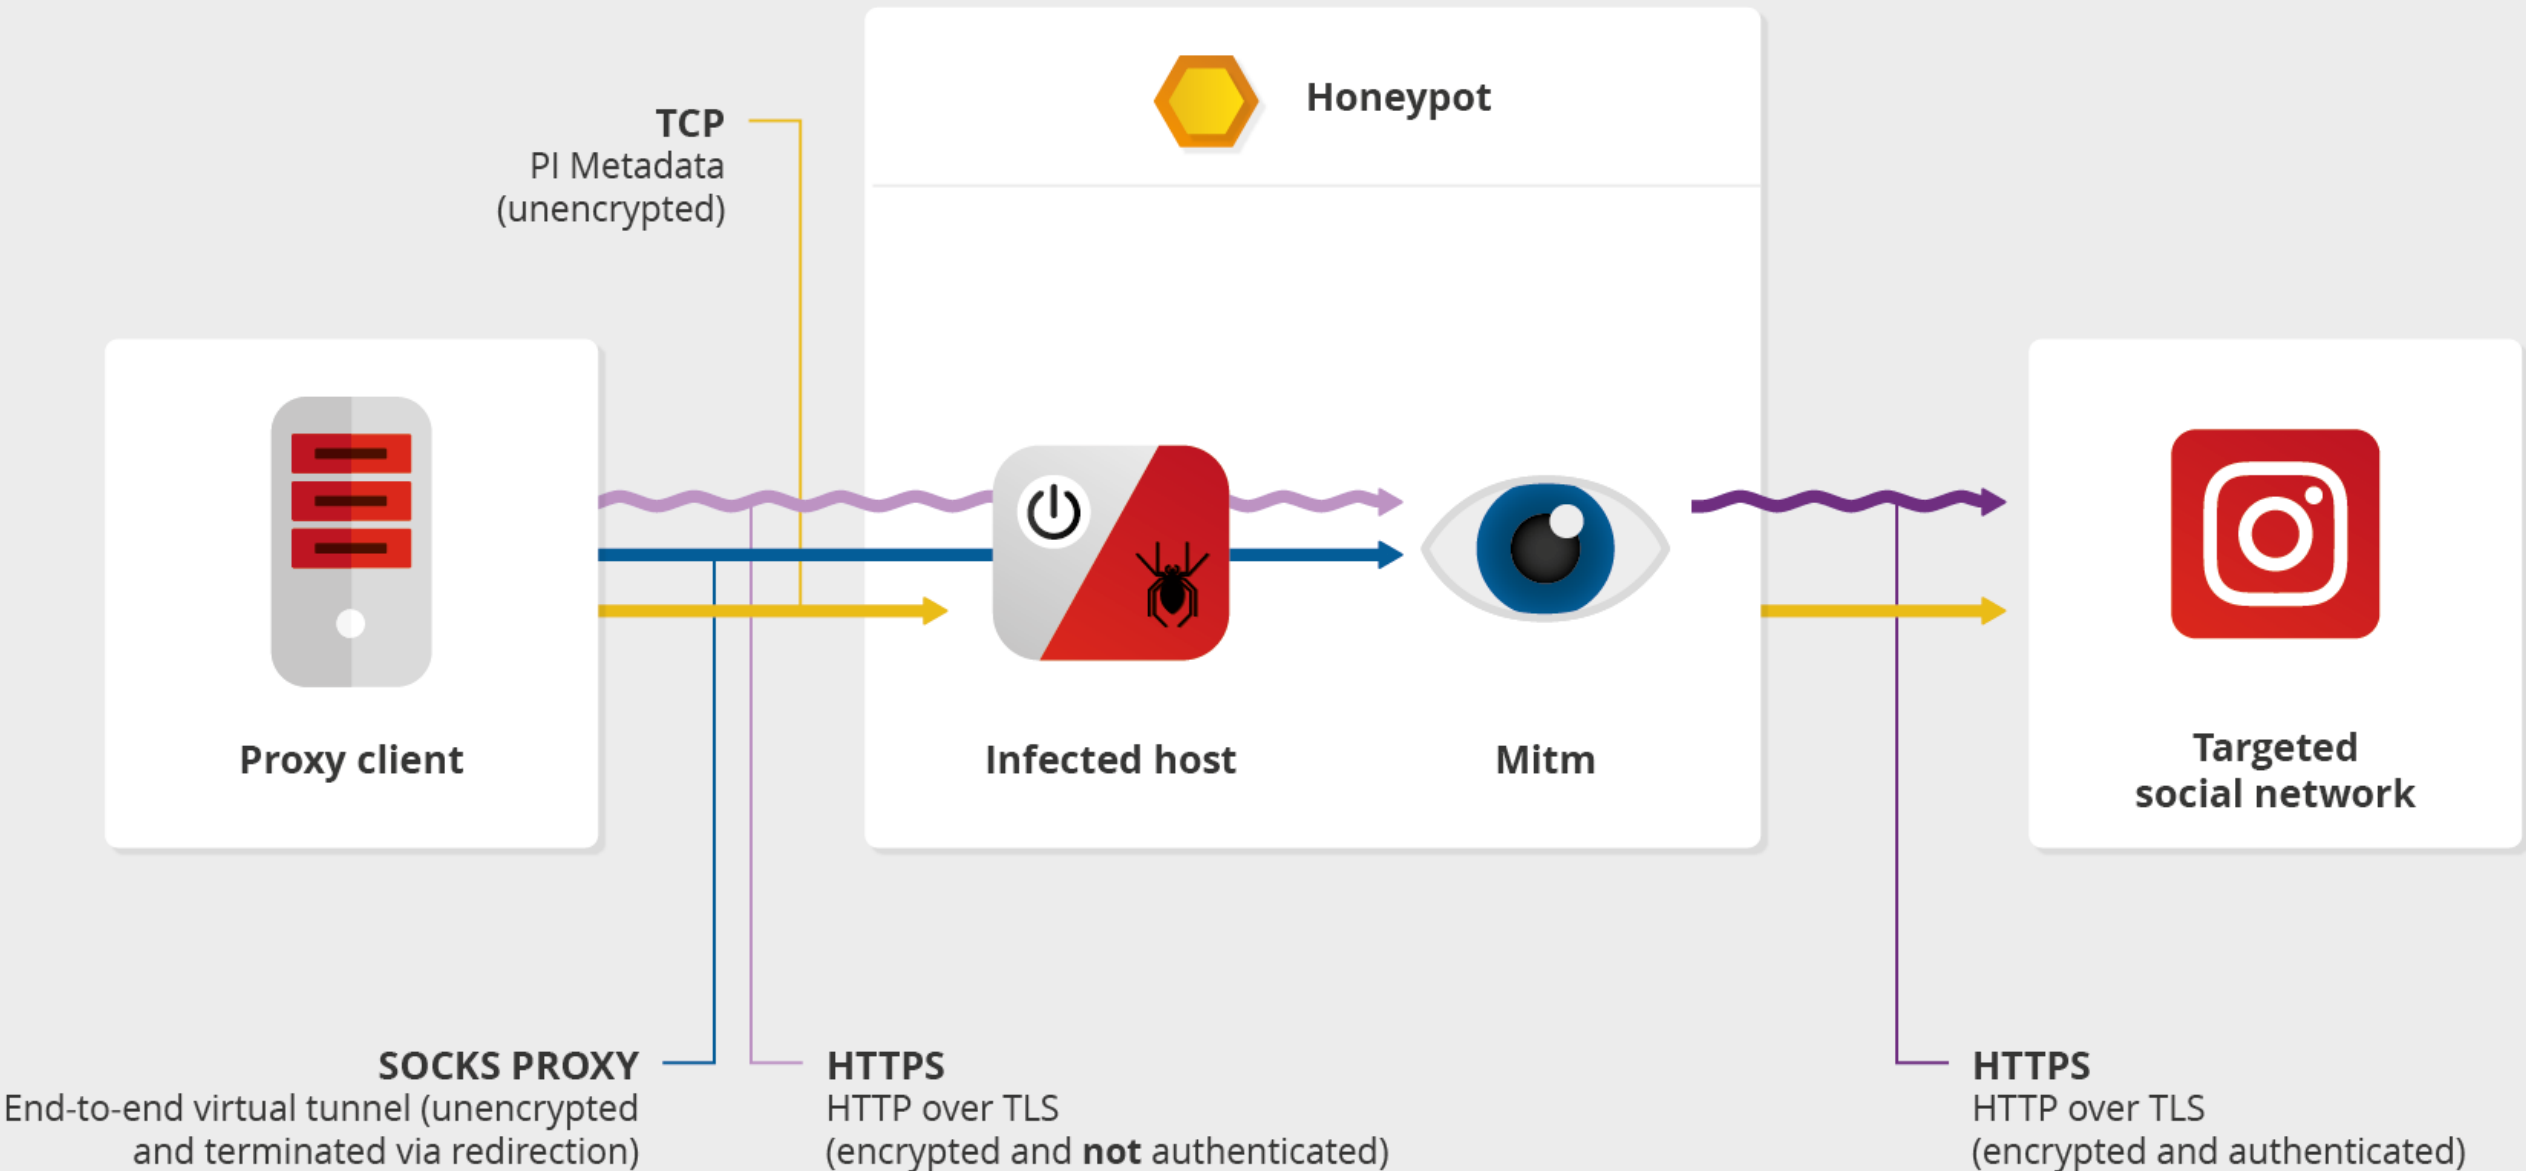 Honeypot
TCP
PI Metadata
(unencrypted)
Proxy client
Infected host
Mitm
Targeted
social network
SOCKS PROXY
End-to-end virtual tunnel (unencrypted
and terminated via redirection)
HTTPS
HTTP over TLS
(encrypted and not authenticated)
HTTPS
HTTP over TLS
(encrypted and authenticated)